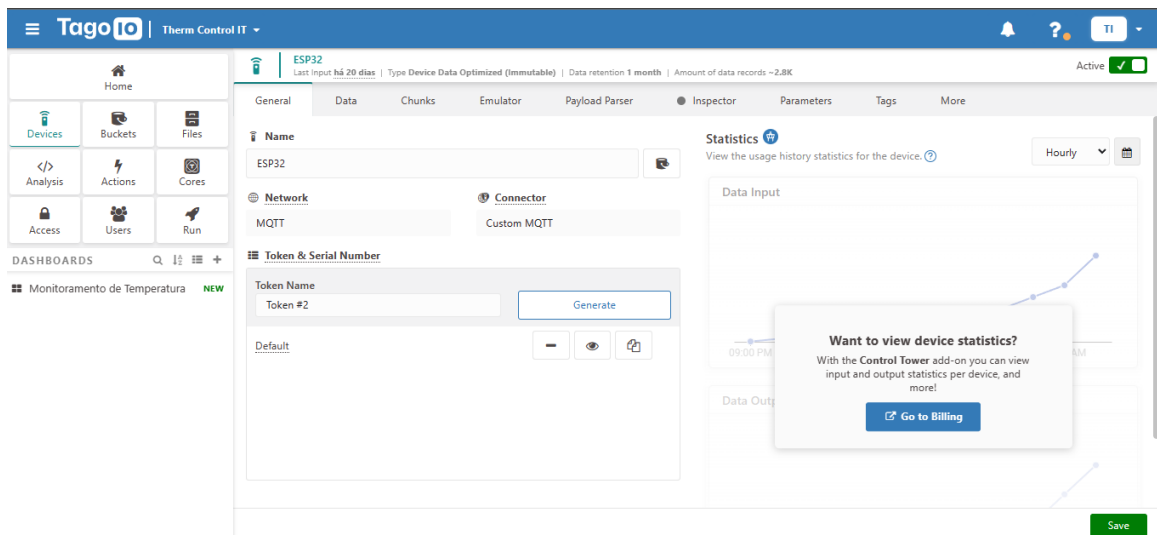 Tago IO | Therm Control IT
?
TI
Home
Devices
Buckets
Files
Analysis
Actions
Cores
Access
Users
Run
DASHBOARDS
Monitoramento de Temperatura NEW
ESP32
Last Input há 20 dias | Type Device Data Optimized (Immutable) | Data retention 1 month | Amount of data records ~2.8K
Active
General Data Chunks Emulator Payload Parser Inspector Parameters Tags More
Name
ESP32
Network
MQTT
Connector
Custom MQTT
Token & Serial Number
Token Name
Token #2
Generate
Default
Statistics
View the usage history statistics for the device. ?
Hourly
Data Input
09:00 PM
AM
Want to view device statistics?
With the Control Tower add-on you can view
input and output statistics per device, and
more!
Go to Billing
Data Outp
Save